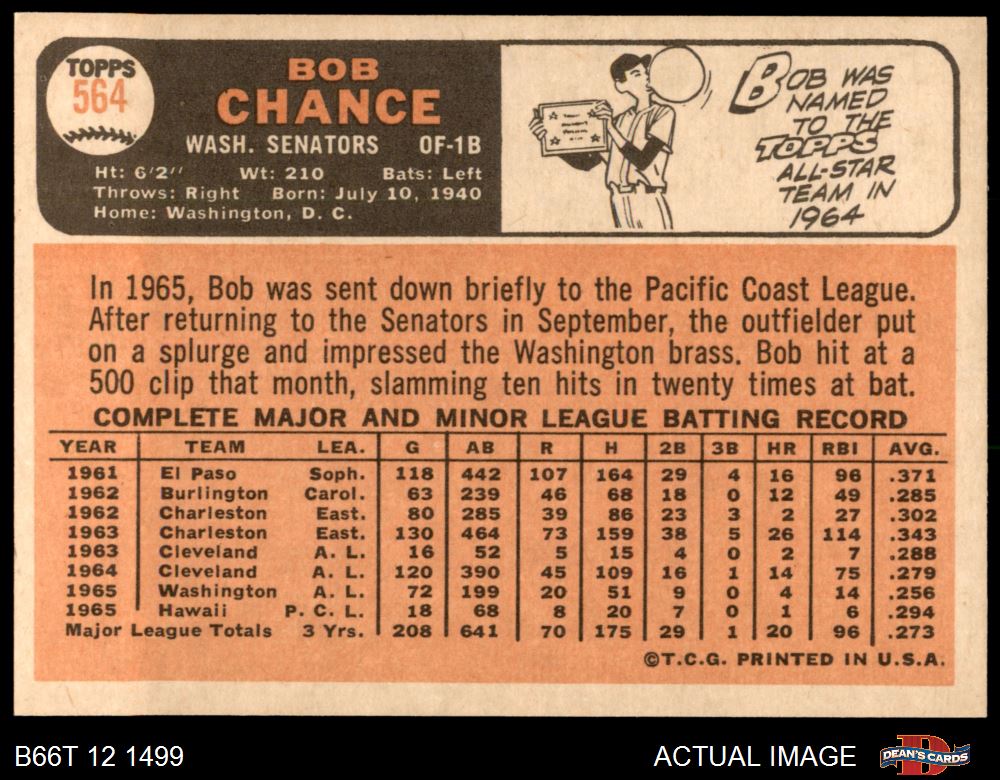 TOPPS
564
BOB
CHANCE
WASH. SENATORS OF-1B
Ht: 6'2" Wt: 210 Bats: Left
Throws: Right Born: July 10, 1940
Home: Washington, D. C.
BOB WAS
NAMED
TO THE
TOPPS
ALL-STAR
TEAM IN
1964
In 1965, Bob was sent down briefly to the Pacific Coast League.
After returning to the Senators in September, the outfielder put
on a splurge and impressed the Washington brass. Bob hit at a
500 clip that month, slamming ten hits in twenty times at bat.
COMPLETE MAJOR AND MINOR LEAGUE BATTING RECORD
YEAR TEAM LEA. G AB R H 2B 3B HR RBI AVG.
1961 El Paso Soph. 118 442 107 164 29 4 16 96 .371
1962 Burlington Carol. 63 239 46 68 18 0 12 49 .285
1962 Charleston East. 80 285 39 86 23 3 2 27 .302
1963 Charleston East. 130 464 73 159 38 5 26 114 .343
1963 Cleveland A. L. 16 52 5 15 4 0 2 7 .288
1964 Cleveland A. L. 120 390 45 109 16 1 14 75 .279
1965 Washington A. L. 72 199 20 51 9 0 4 14 .256
1965 Hawaii P. C. L. 18 68 8 20 7 0 1 6 .294
Major League Totals 3 Yrs. 208 641 70 175 29 1 20 96 .273
©T.C.G. PRINTED IN U.S.A.
B66T 12 1499 ACTUAL IMAGE DEAN'S CARDS